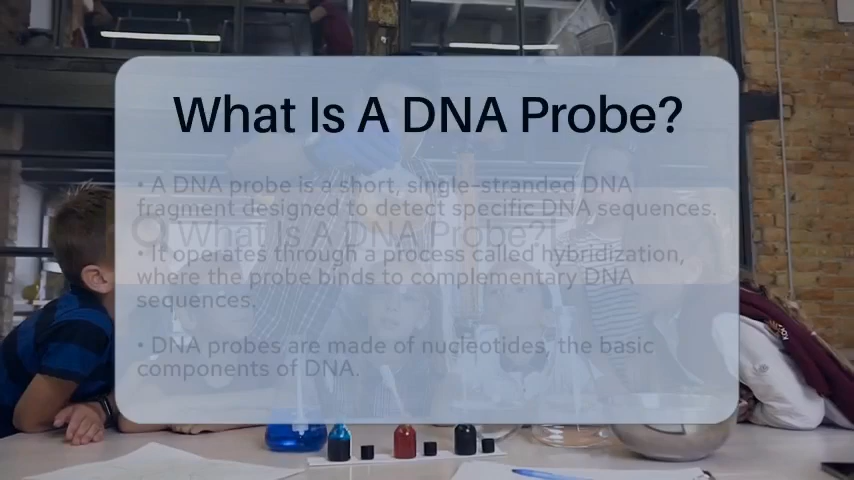 What Is A DNA Probe?
• A DNA probe is a short, single-stranded DNA
fragment designed to detect specific DNA sequences.
What Is A DNA Probe?
• It operates through a process called hybridization,
where the probe binds to complementary DNA
sequences.
• DNA probes are made of nucleotides, the basic
components of DNA.